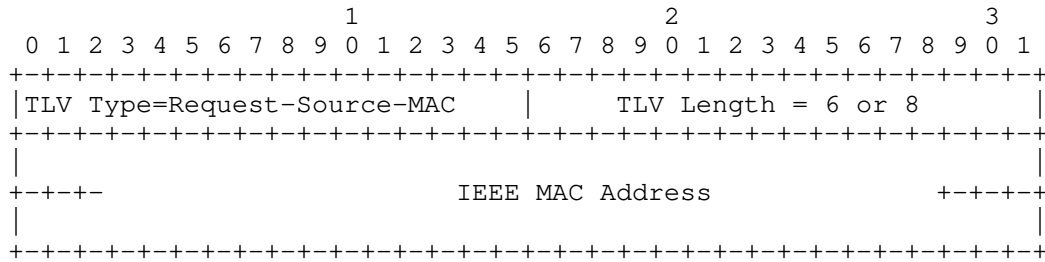 1                   2                   3
 0 1 2 3 4 5 6 7 8 9 0 1 2 3 4 5 6 7 8 9 0 1 2 3 4 5 6 7 8 9 0 1
+-+-+-+-+-+-+-+-+-+-+-+-+-+-+-+-+-+-+-+-+-+-+-+-+-+-+-+-+-+-+-+-+
|TLV Type=Request-Source-MAC    |     TLV Length = 6 or 8       |
+-+-+-+-+-+-+-+-+-+-+-+-+-+-+-+-+-+-+-+-+-+-+-+-+-+-+-+-+-+-+-+-+
|                                                               |
+-+-+-                      IEEE MAC Address              +-+-+-+
|                                                               |
+-+-+-+-+-+-+-+-+-+-+-+-+-+-+-+-+-+-+-+-+-+-+-+-+-+-+-+-+-+-+-+-+